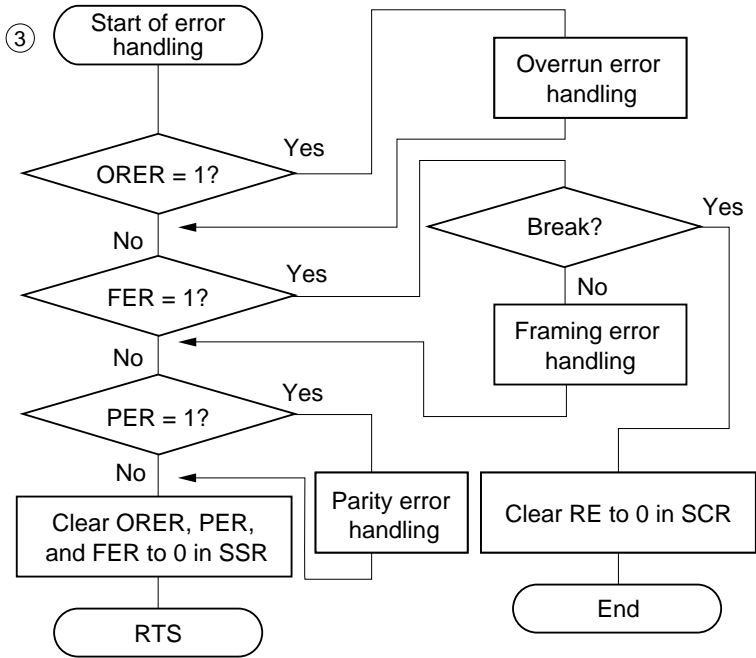 3
Start of error
handling
Overrun error
handling
Yes
ORER = 1?
No
Yes
Break?
Yes
FER = 1?
No
Framing error
handling
No
Yes
PER = 1?
No
Parity error
handling
Clear ORER, PER,
and FER to 0 in SSR
Clear RE to 0 in SCR
RTS
End